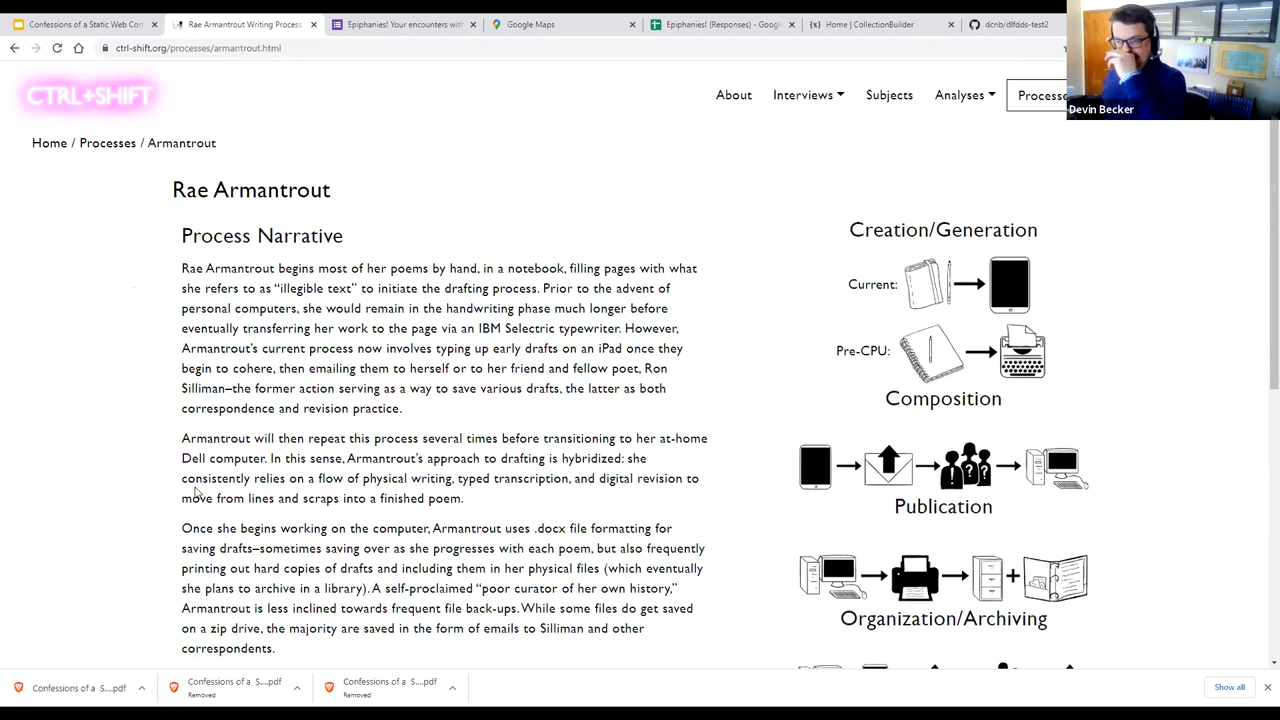 Confessions of a Static Web Con
Rae Armantrout Writing Process
Epiphanies! Your encounters with
Google Maps
Epiphanies! (Responses) - Google
Home | CollectionBuilder
dcnb/dlfdds-test2
ctrl-shift.org/processes/armantrout.html
Devin Becker
CTRL+SHIFT
About
Interviews
Subjects
Analyses
Processe
Home / Processes / Armantrout
Rae Armantrout
Process Narrative
Rae Armantrout begins most of her poems by hand, in a notebook, filling pages with what
she refers to as “illegible text” to initiate the drafting process. Prior to the advent of
personal computers, she would remain in the handwriting phase much longer before
eventually transferring her work to the page via an IBM Selectric typewriter. However,
Armantrout’s current process now involves typing up early drafts on an iPad once they
begin to cohere, then emailing them to herself or to her friend and fellow poet, Ron
Silliman–the former action serving as a way to save various drafts, the latter as both
correspondence and revision practice.
Armantrout will then repeat this process several times before transitioning to her at-home
Dell computer. In this sense, Armantrout’s approach to drafting is hybridized: she
consistently relies on a flow of physical writing, typed transcription, and digital revision to
move from lines and scraps into a finished poem.
Once she begins working on the computer, Armantrout uses .docx file formatting for
saving drafts–sometimes saving over as she progresses with each poem, but also frequently
printing out hard copies of drafts and including them in her physical files (which eventually
she plans to archive in a library). A self-proclaimed “poor curator of her own history,”
Armantrout is less inclined towards frequent file back-ups. While some files do get saved
on a zip drive, the majority are saved in the form of emails to Silliman and other
correspondents.
Creation/Generation
Current:
Pre-CPU:
Composition
Publication
Organization/Archiving
Confessions of a S....pdf
Confessions of a S....pdf
Removed
Confessions of a S....pdf
Removed
Show all